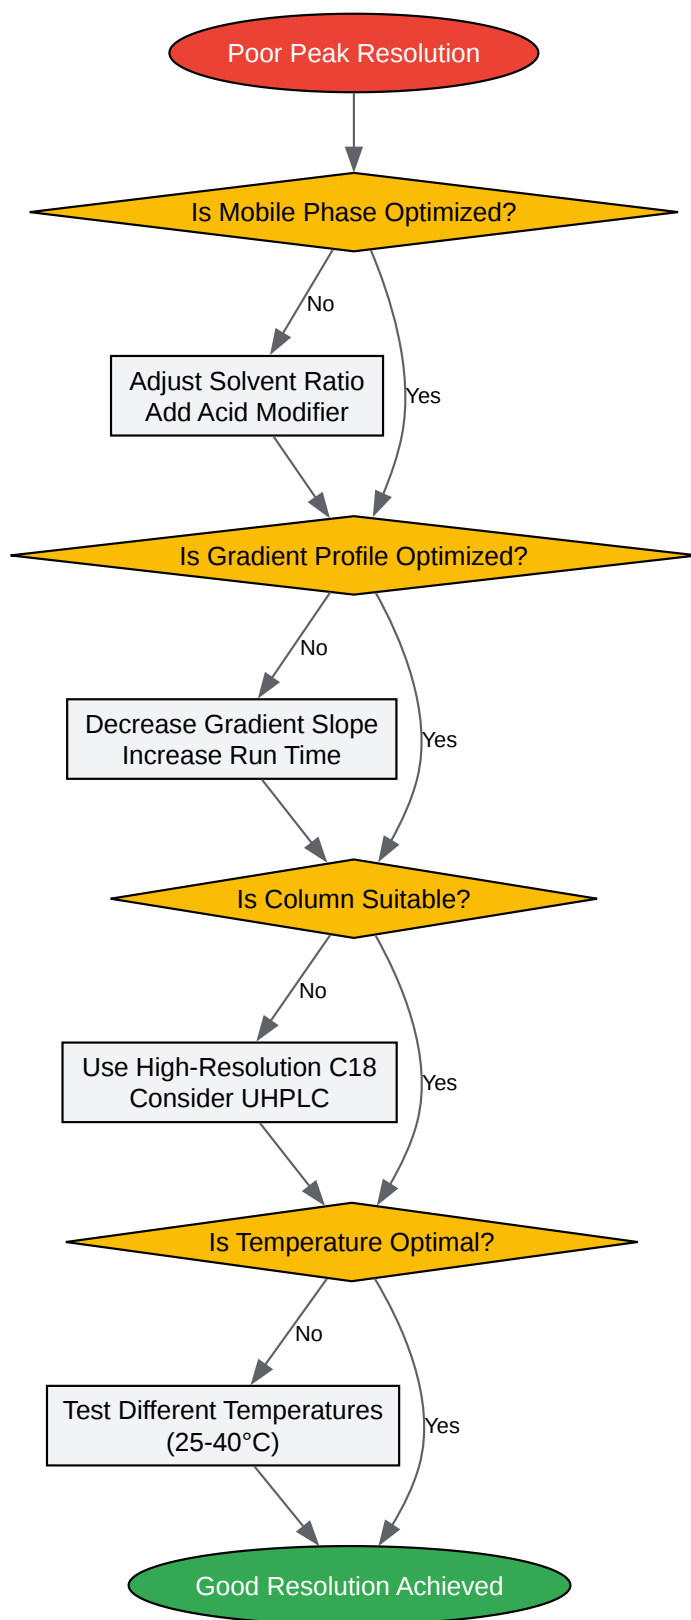 Poor Peak Resolution
Is Mobile Phase Optimized?
No
Adjust Solvent Ratio
Add Acid Modifier
Yes
Is Gradient Profile Optimized?
No
Decrease Gradient Slope
Increase Run Time
Yes
Is Column Suitable?
No
Use High-Resolution C18
Consider UHPLC
Yes
Is Temperature Optimal?
No
Test Different Temperatures
(25-40°C)
Yes
Good Resolution Achieved